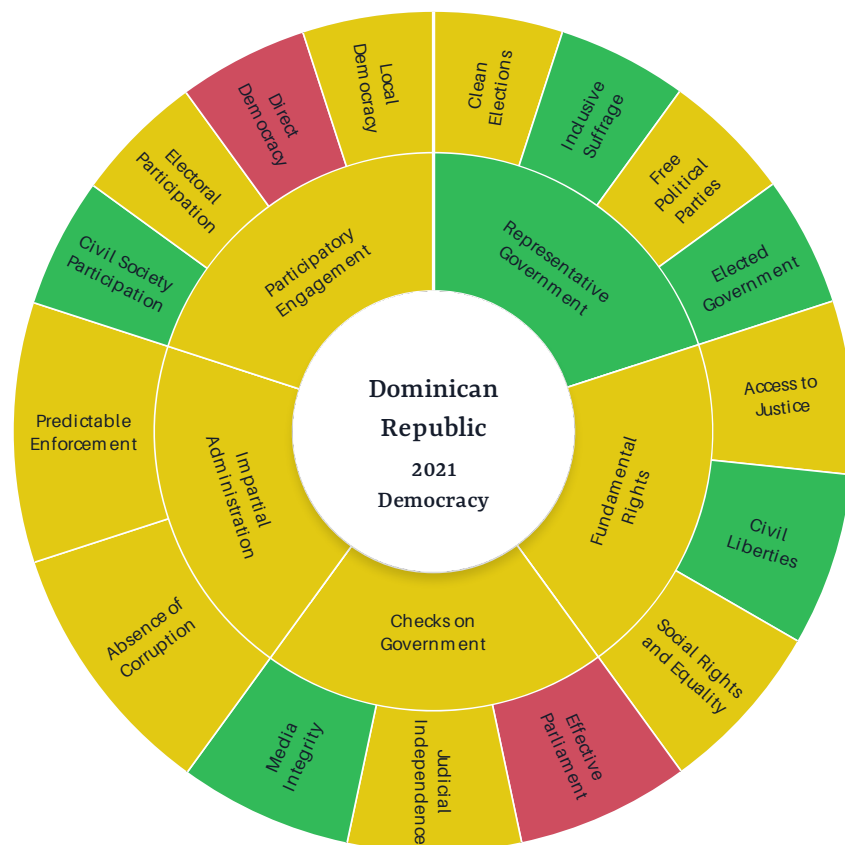 Dominican
Republic
2021
Democracy
Representative
Government
Fundamental
Rights
Checks on
Government
Impartial
Administration
Participatory
Engagement
Clean
Elections
Inclusive
Suffrage
Free
Political
Parties
Elected
Government
Access to
Justice
Civil
Liberties
Social Rights
and Equality
Effective
Parliament
Judicial
Independence
Media
Integrity
Absence of
Corruption
Predictable
Enforcement
Civil Society
Participation
Electoral
Participation
Direct
Democracy
Local
Democracy